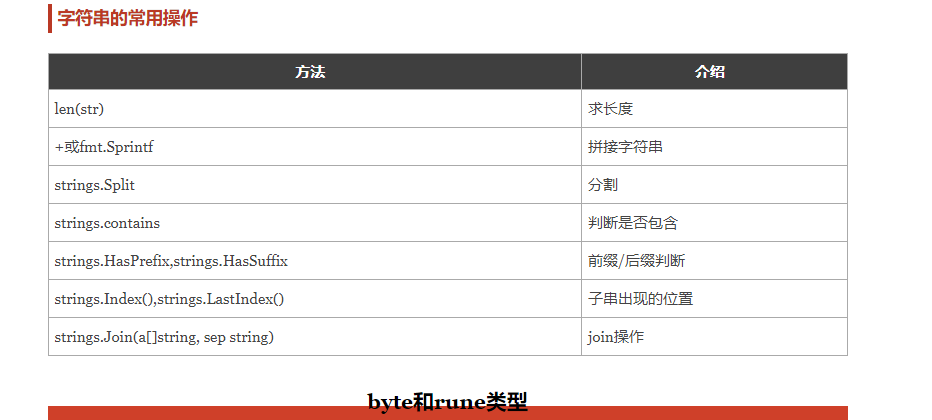 字符串的常用操作
方法 介绍
len(str) 求长度
+或fmt.Sprintf 拼接字符串
strings.Split 分割
strings.contains 判断是否包含
strings.HasPrefix,strings.HasSuffix 前缀/后缀判断
strings.Index(),strings.LastIndex() 子串出现的位置
strings.Join(a[]string, sep string) join操作
byte和rune类型